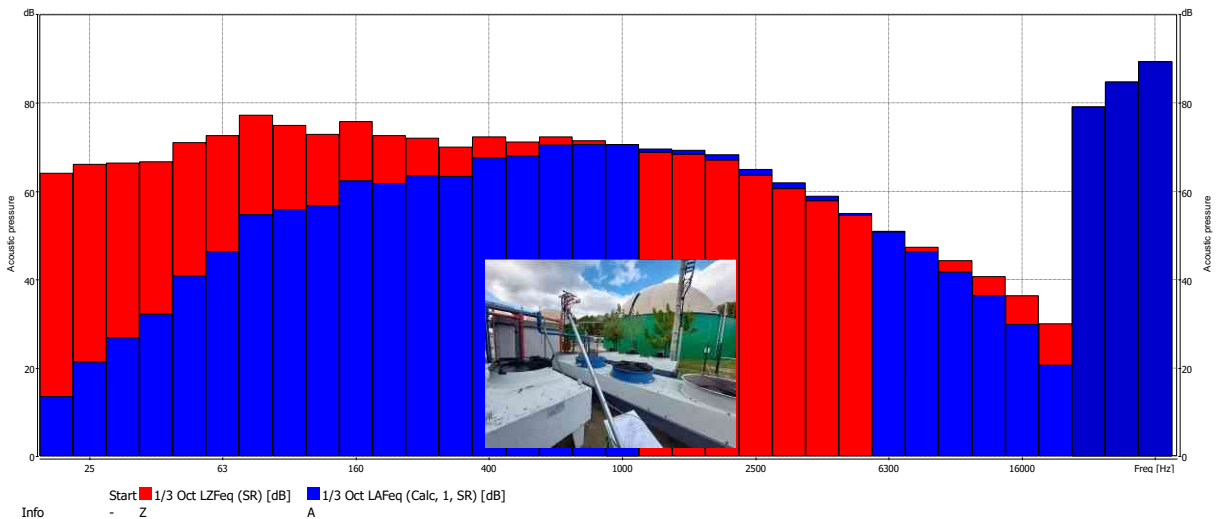 dB
dB
80
80
60
60
Acoustic pressure
Acoustic pressure
40
40
20
20
0
0
25
63
160
400
1000
2500
6300
16000
Freq [Hz]
Start 1/3 Oct LZFeq (SR) [dB] 1/3 Oct LAFeq (Calc, 1, SR) [dB]
Info - Z A